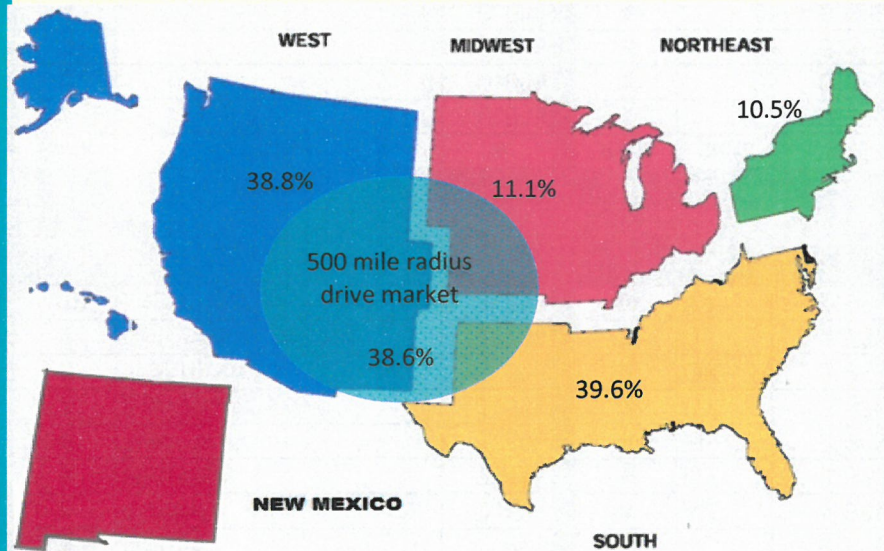 WEST
MIDWEST
NORTHEAST
10.5%
38.8%
11.1%
500 mile radius
drive market
38.6%
39.6%
NEW MEXICO
SOUTH